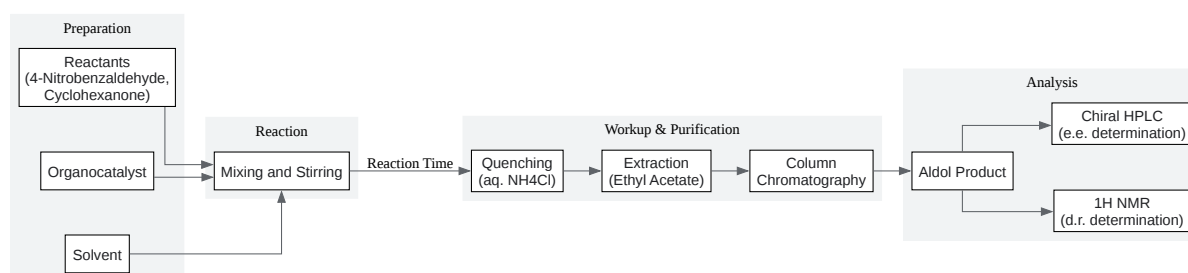 Preparation
Reactants
(4-Nitrobenzaldehyde,
Cyclohexanone)
Organocatalyst
Solvent
Reaction
Mixing and Stirring
Reaction Time
Workup & Purification
Quenching
(aq. NH4Cl)
Extraction
(Ethyl Acetate)
Column
Chromatography
Analysis
Aldol Product
Chiral HPLC
(e.e. determination)
1H NMR
(d.r. determination)